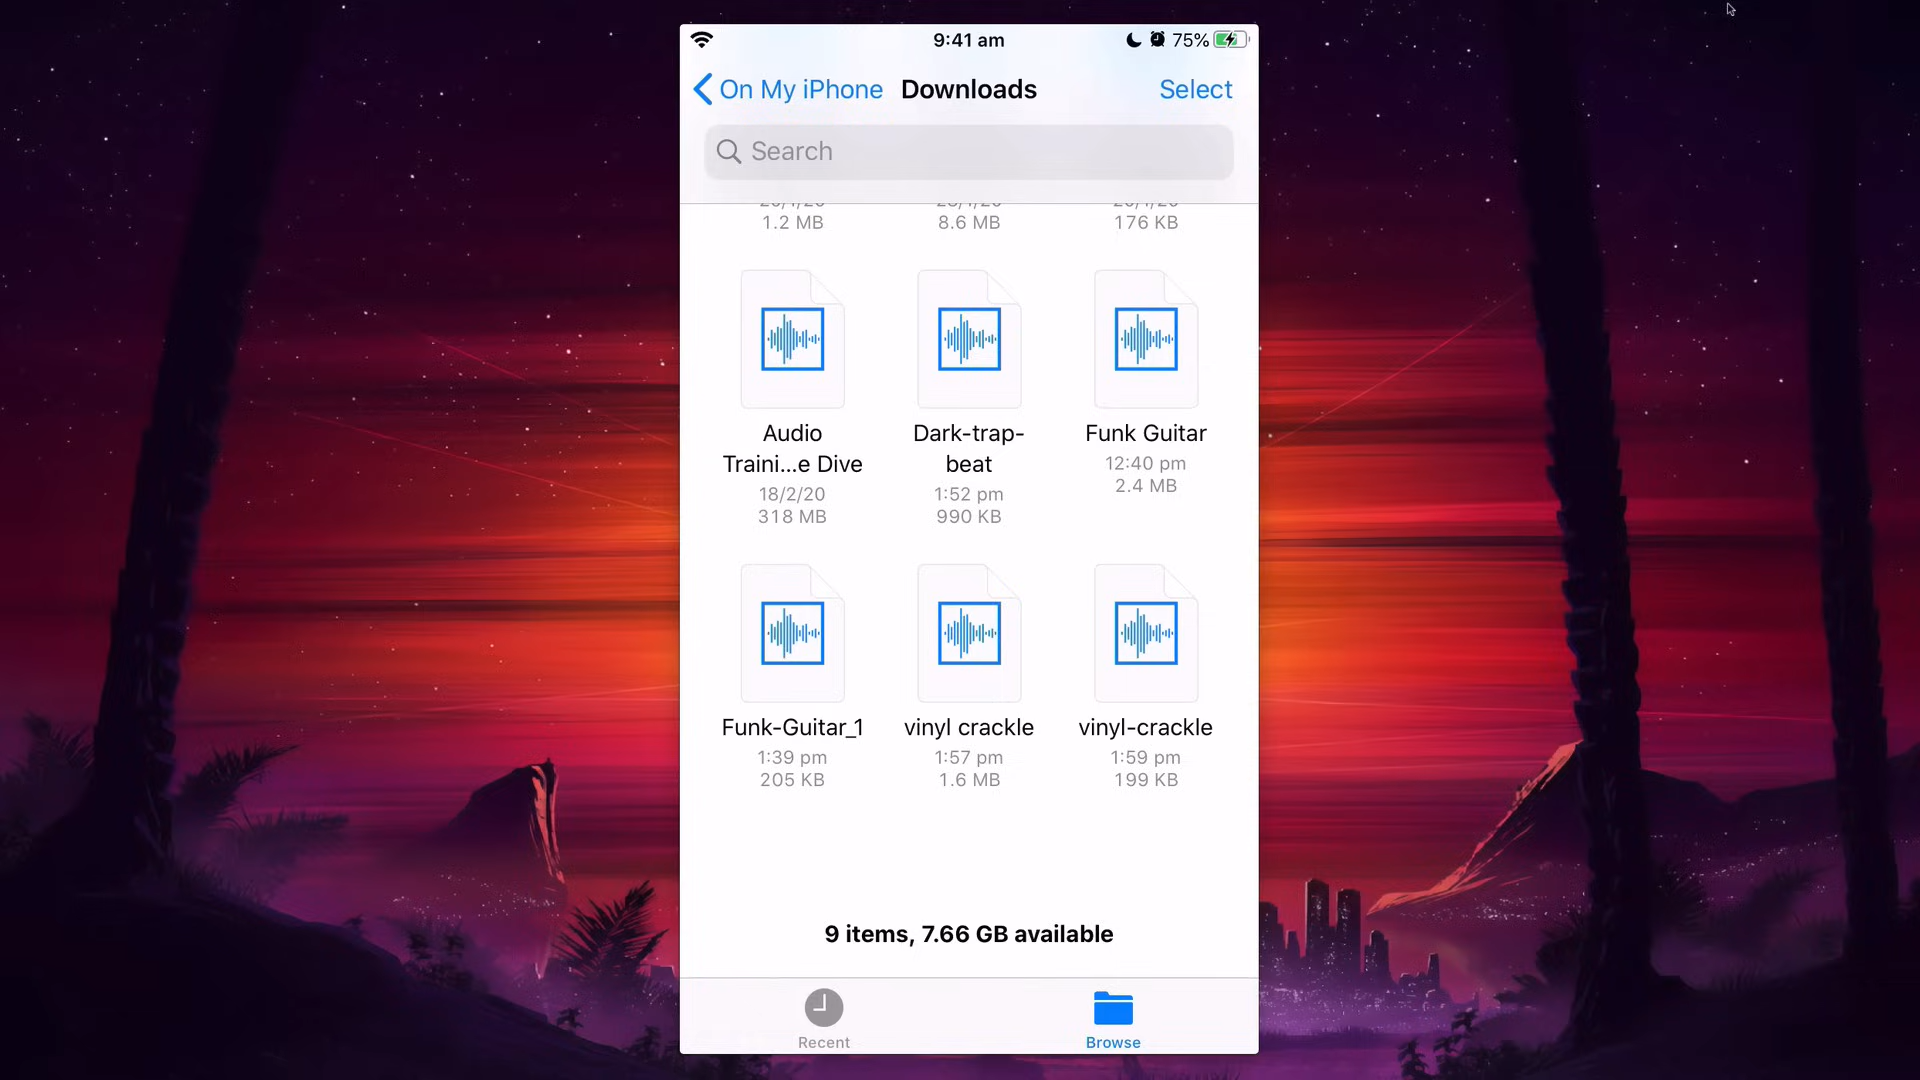 9:41 am
75%
On My iPhone
Downloads
Select
Search
1.2 MB
8.6 MB
176 KB
Audio
Traini...e Dive
18/2/20
318 MB
Dark-trap-
beat
1:52 pm
990 KB
Funk Guitar
12:40 pm
2.4 MB
Funk-Guitar_1
1:39 pm
205 KB
vinyl crackle
1:57 pm
1.6 MB
vinyl-crackle
1:59 pm
199 KB
9 items, 7.66 GB available
Recent
Browse